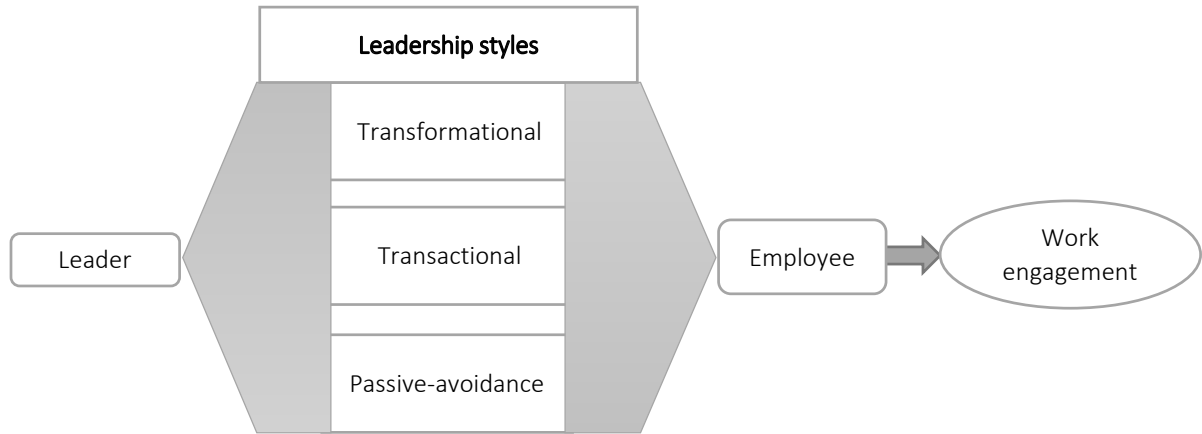 Leadership styles
Transformational
Leader
Transactional
Employee
Work
engagement
Passive-avoidance